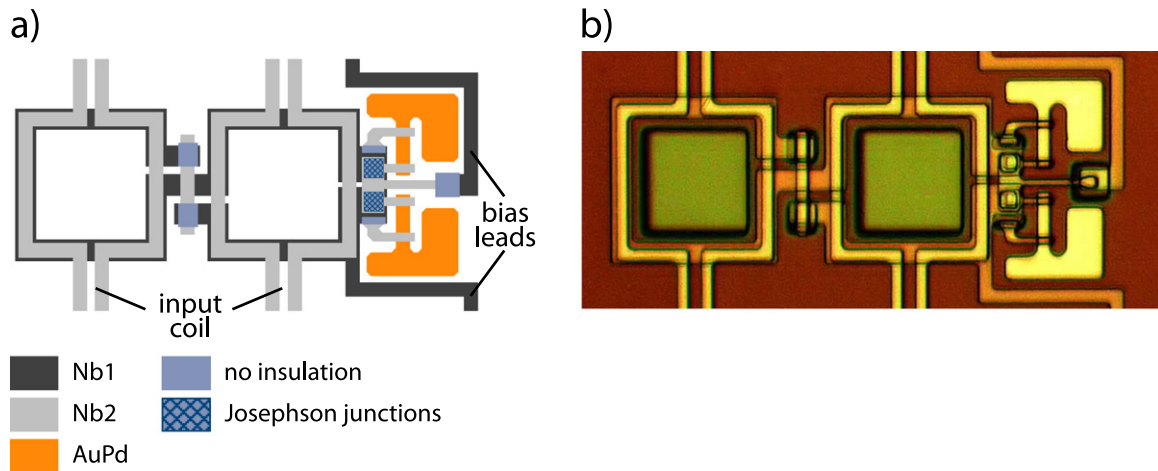 a)
b)
bias
leads
input
coil
Nb1
no insulation
Nb2
Josephson junctions
AuPd